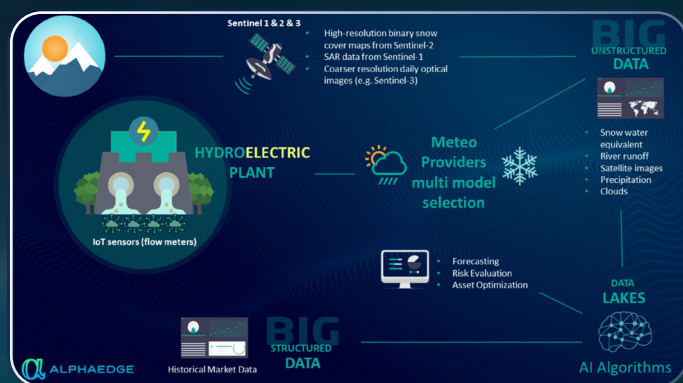 Sentinel 1 & 2 & 3
• High-resolution binary snow
cover maps from Sentinel-2
• SAR data from Sentinel-1
• Coarser resolution daily optical
images (e.g. Sentinel-3)
BIG
UNSTRUCTURED
DATA
• Snow water
equivalent
• River runoff
• Satellite images
• Precipitation
• Clouds
HYDROELECTRIC
PLANT
IoT sensors (flow meters)
Meteo
Providers
multi model
selection
• Forecasting
• Risk Evaluation
• Asset Optimization
DATA
LAKES
AI Algorithms
BIG
STRUCTURED
DATA
Historical Market Data
ALPHAEDGE